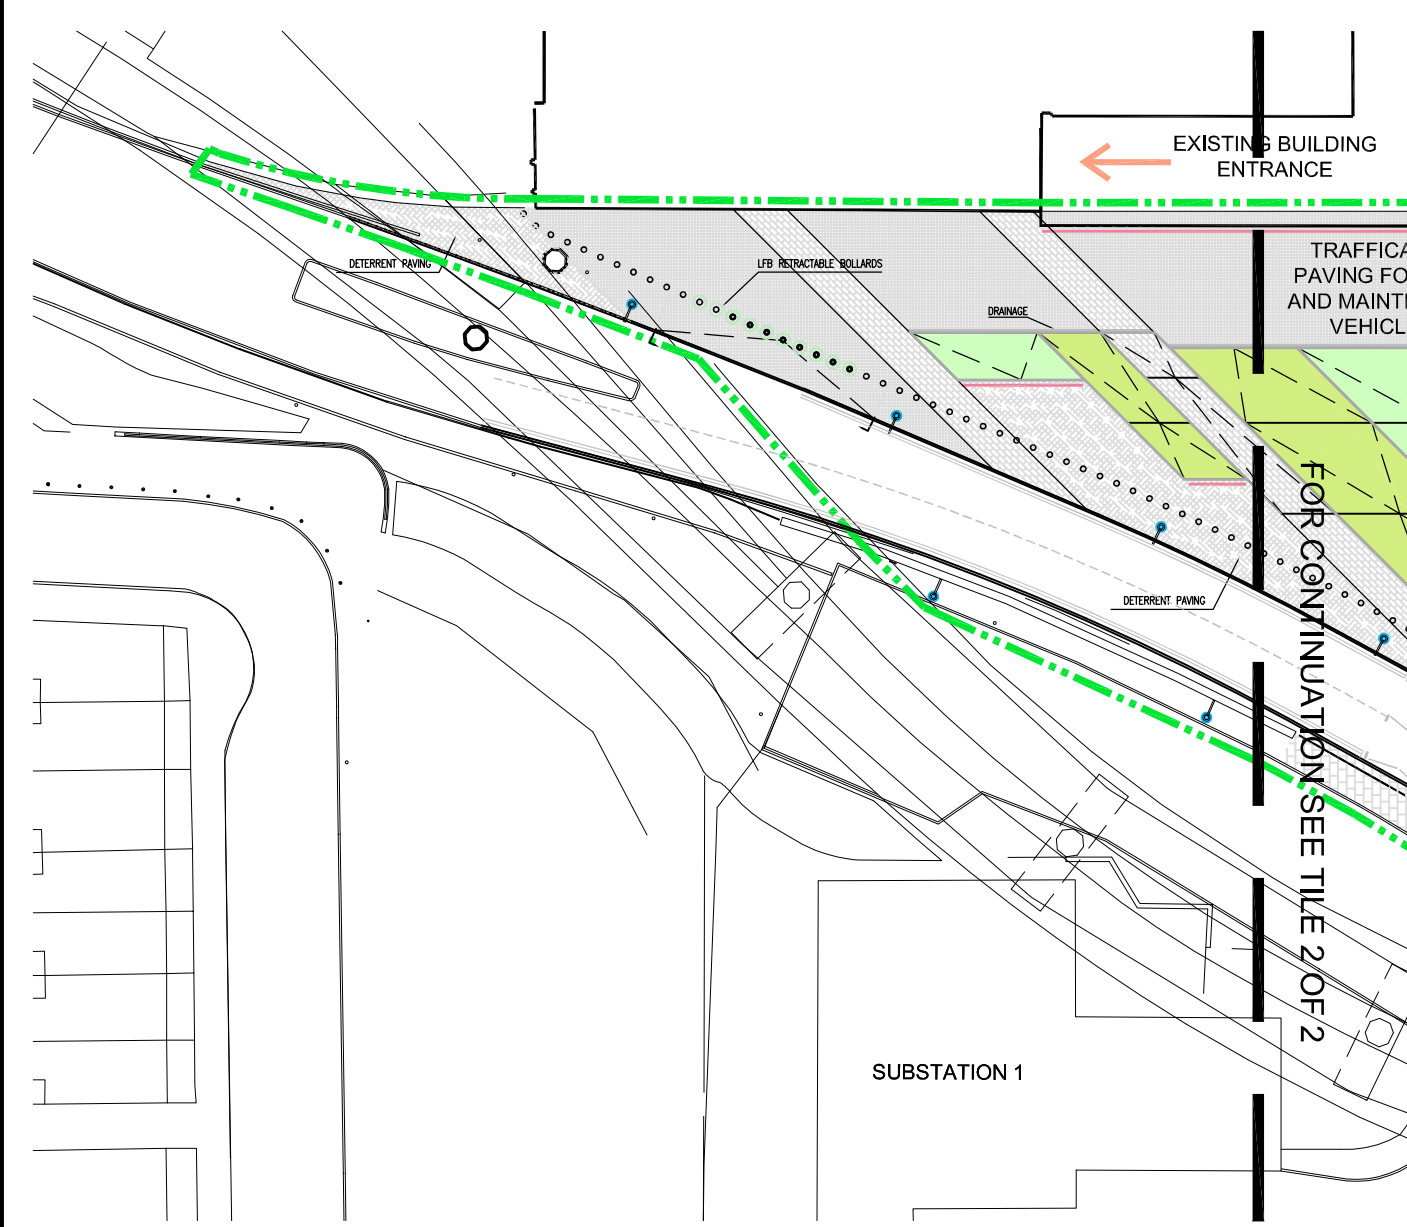 EXISTING BUILDING
ENTRANCE
TRAFFICA
PAVING FO
AND MAINT
VEHICL
DETERRENT PAVING
LFB RETRACTABLE BOLLARDS
DRAINAGE
DETERRENT PAVING
FOR CONTINUATION SEE TILE 2 OF 2
SUBSTATION 1